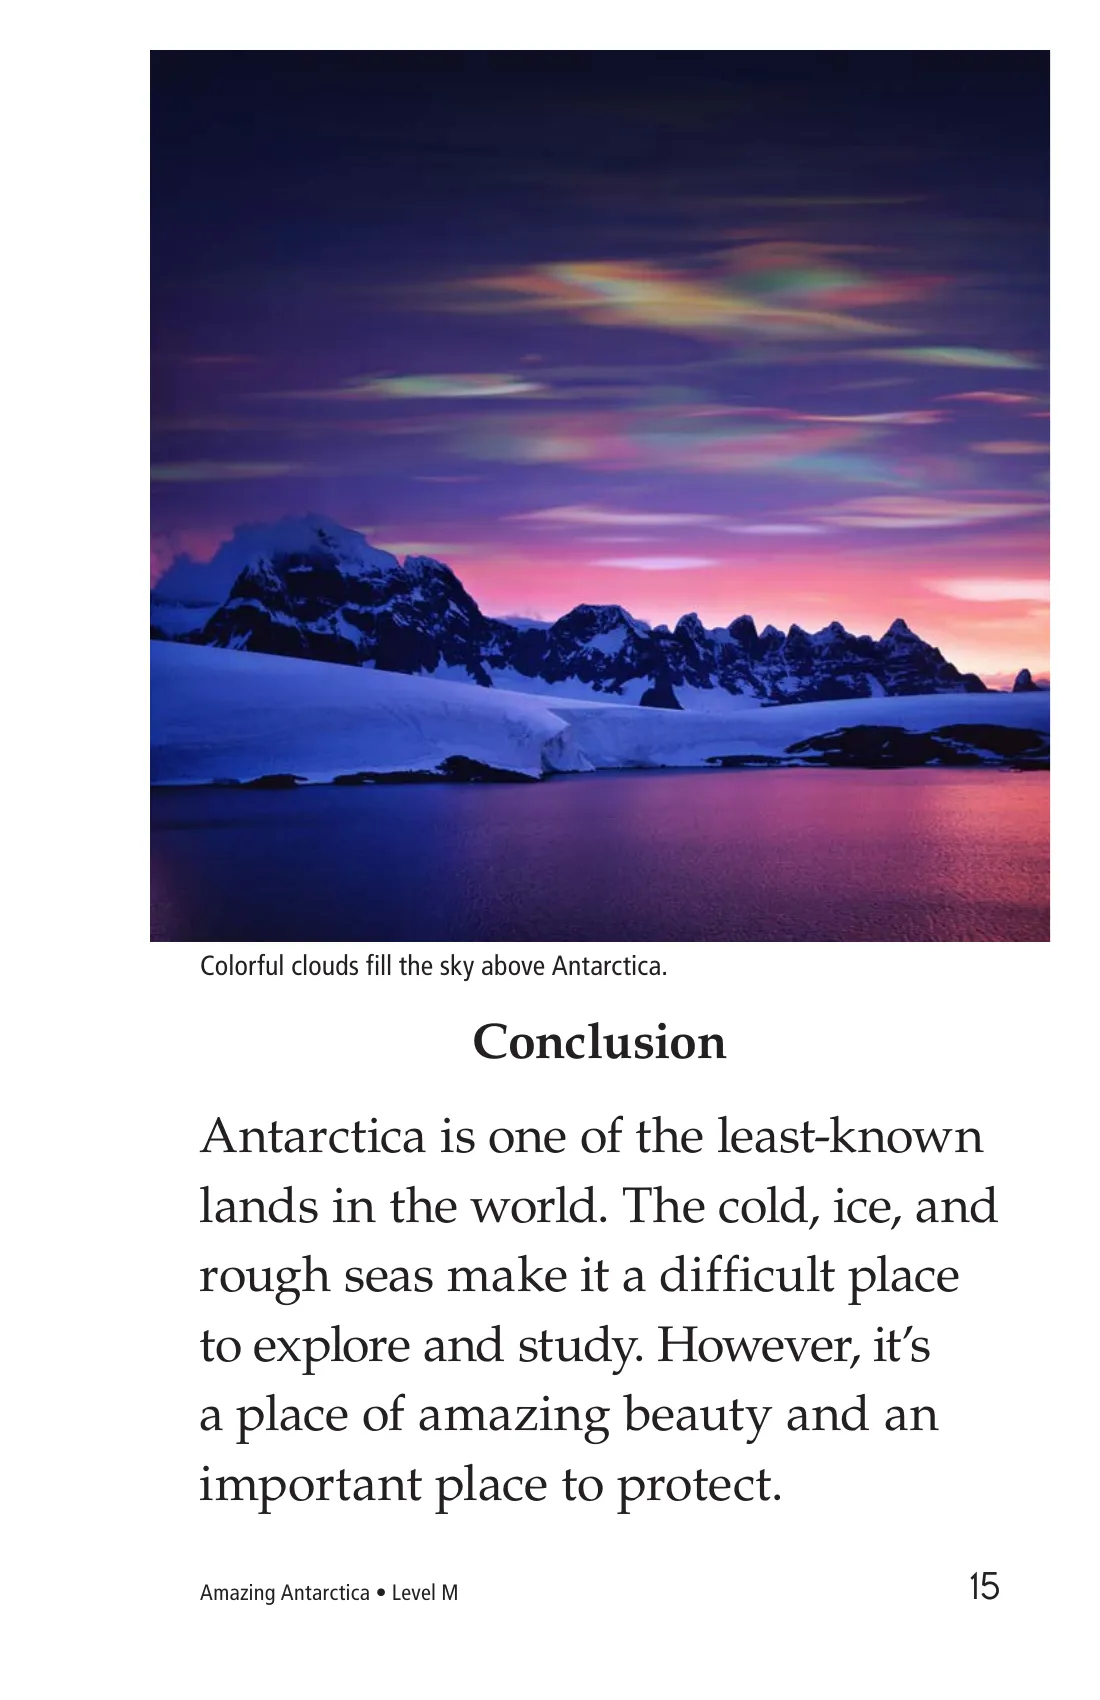 Colorful clouds fill the sky above Antarctica.
Conclusion
Antarctica is one of the least-known
lands in the world. The cold, ice, and
rough seas make it a difficult place
to explore and study. However, it’s
a place of amazing beauty and an
important place to protect.
Amazing Antarctica • Level M
15